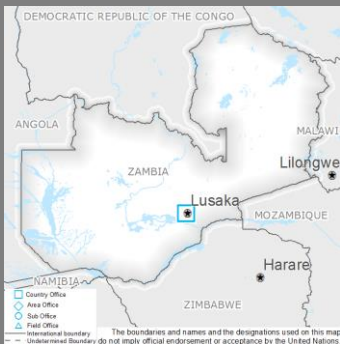 DEMOCRATIC REPUBLIC OF THE CONGO
ANGOLA
MALAWI
Lilongwe
ZAMBIA
Lusaka
MOZAMBIQUE
Harare
NAMIBIA
ZIMBABWE
Country Office
Area Office
Sub Office
Field Office
International boundary
The boundaries and names and the designations used on this map
Undetermined Boundary do not imply official endorsement or acceptance by the United Nations